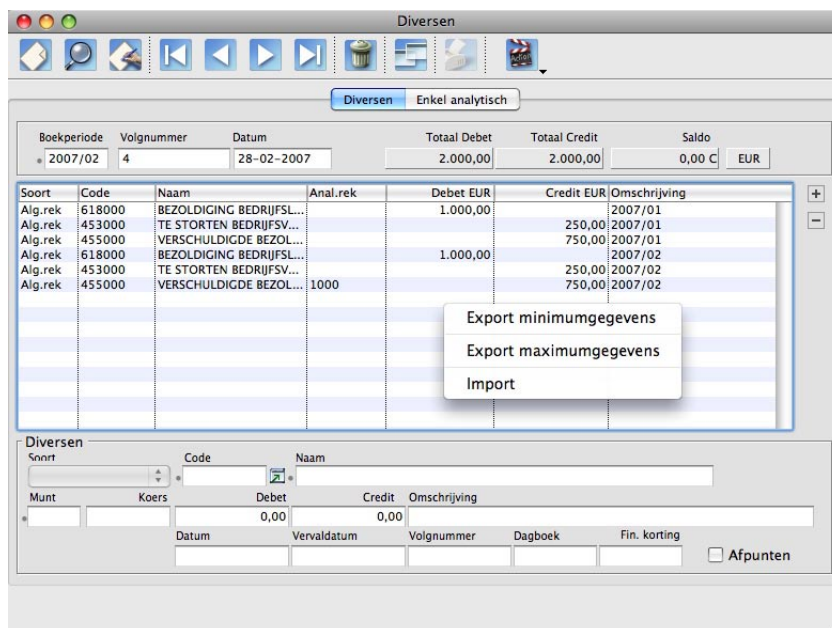 Diversen
Action
Diversen Enkel analytisch
Boekperiode Volgnummer Datum Totaal Debet Totaal Credit Saldo
2007/02 4 28-02-2007 2.000,00 2.000,00 0,00 C EUR
Soort Code Naam Anal.rek Debet EUR Credit EUR Omschrijving
Alg.rek 618000 BEZOLDIGING BEDRIJFSL... 1.000,00 2007/01
Alg.rek 453000 TE STORTEN BEDRIJFSV... 250,00 2007/01
Alg.rek 455000 VERSCHULDIGDE BEZOL... 750,00 2007/01
Alg.rek 618000 BEZOLDIGING BEDRIJFSL... 1.000,00 2007/02
Alg.rek 453000 TE STORTEN BEDRIJFSV... 250,00 2007/02
Alg.rek 455000 VERSCHULDIGDE BEZOL... 1000 750,00 2007/02
+
−
Export minimumgegevens
Export maximumgegevens
Import
Diversen
Soort Code Naam
Munt Koers Debet Credit Omschrijving
0,00 0,00
Datum Vervaldatum Volgnummer Dagboek Fin. korting
Afpunten